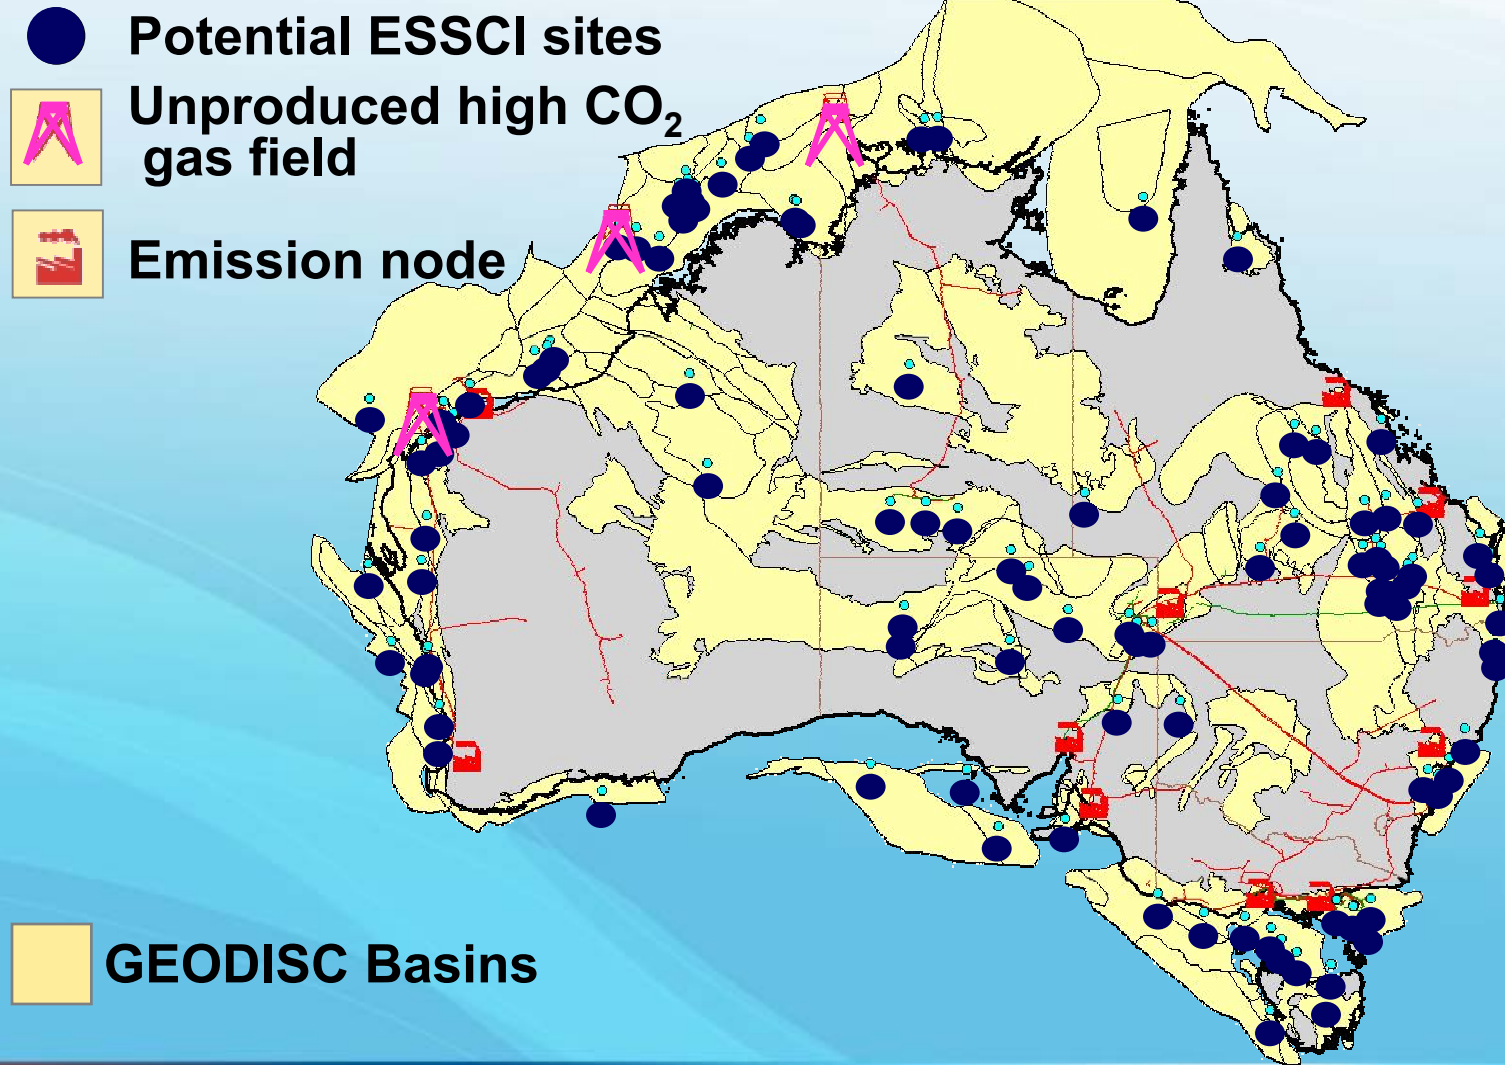 Potential ESSCI sites
Unproduced high CO₂
gas field
Emission node
GEODISC Basins